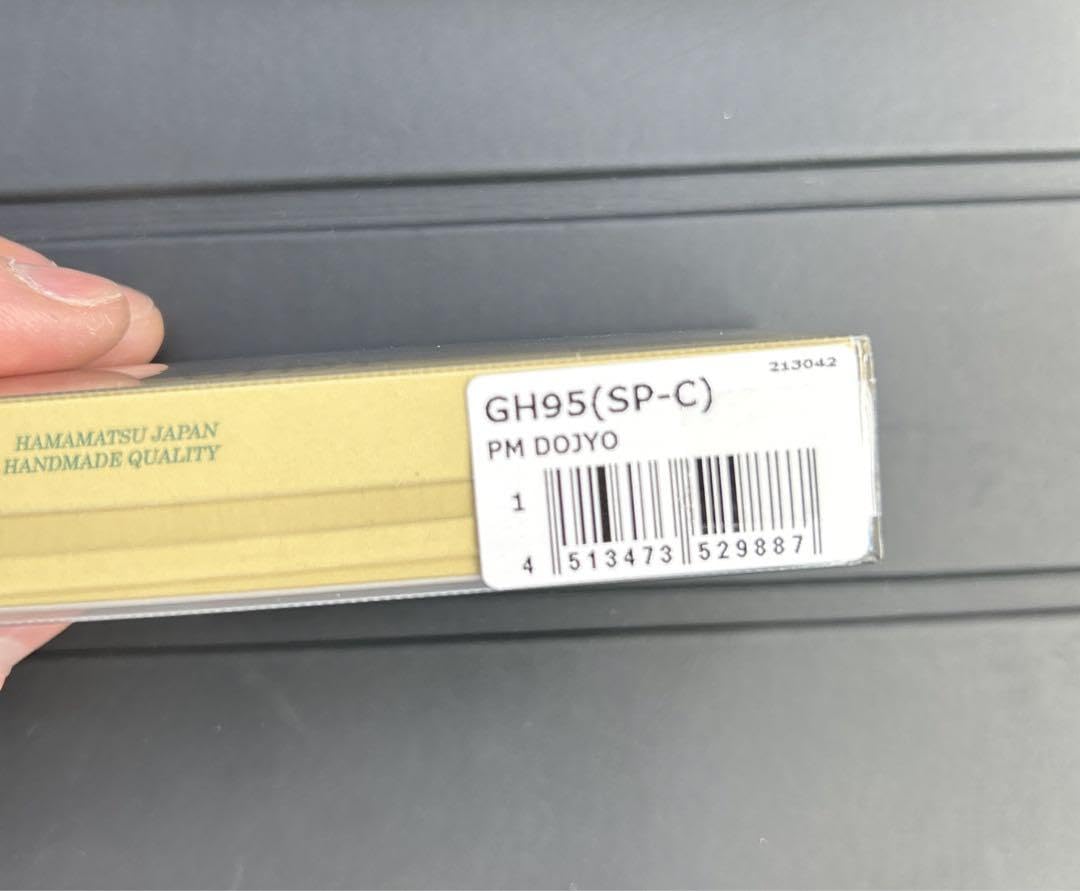 HAMAMATSU JAPAN
HANDMADE QUALITY
213042
GH95(SP-C)
PM DOJYO
1
4 513473 529887